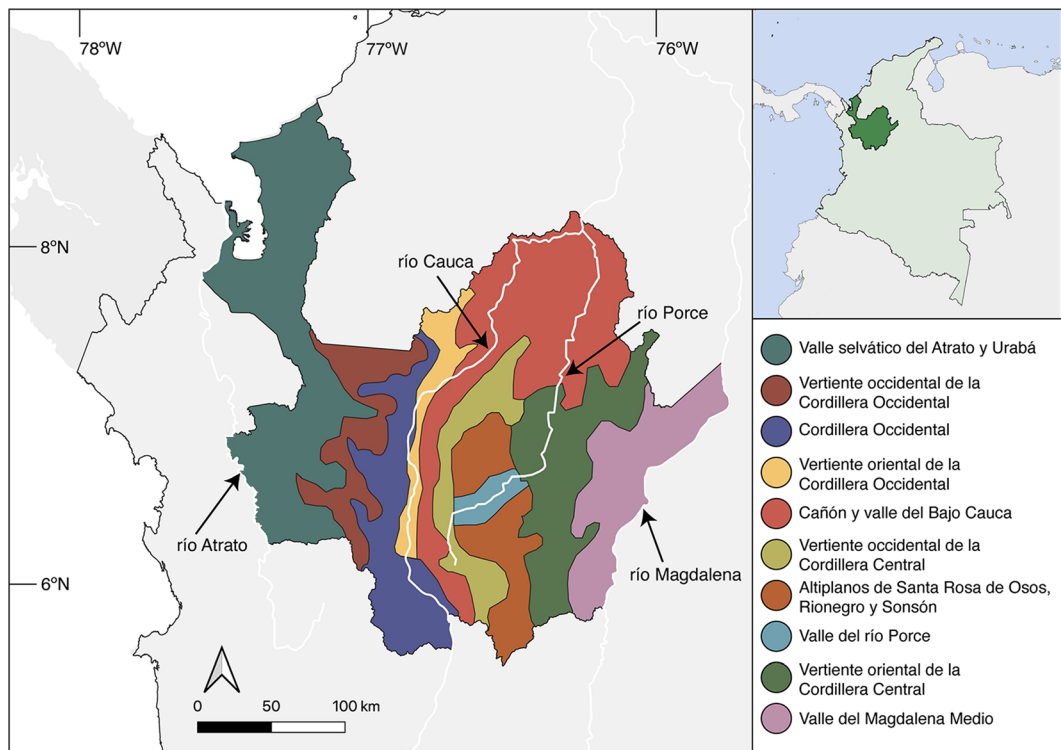 78ºW
77ºW
76ºW
8ºN
6ºN
río Cauca
río Porce
río Atrato
río Magdalena
0 50 100 km
Valle selvático del Atrato y Urabá
Vertiente occidental de la
Cordillera Occidental
Cordillera Occidental
Vertiente oriental de la
Cordillera Occidental
Cañón y valle del Bajo Cauca
Vertiente occidental de la
Cordillera Central
Altiplanos de Santa Rosa de Osos,
Rionegro y Sonsón
Valle del río Porce
Vertiente oriental de la
Cordillera Central
Valle del Magdalena Medio